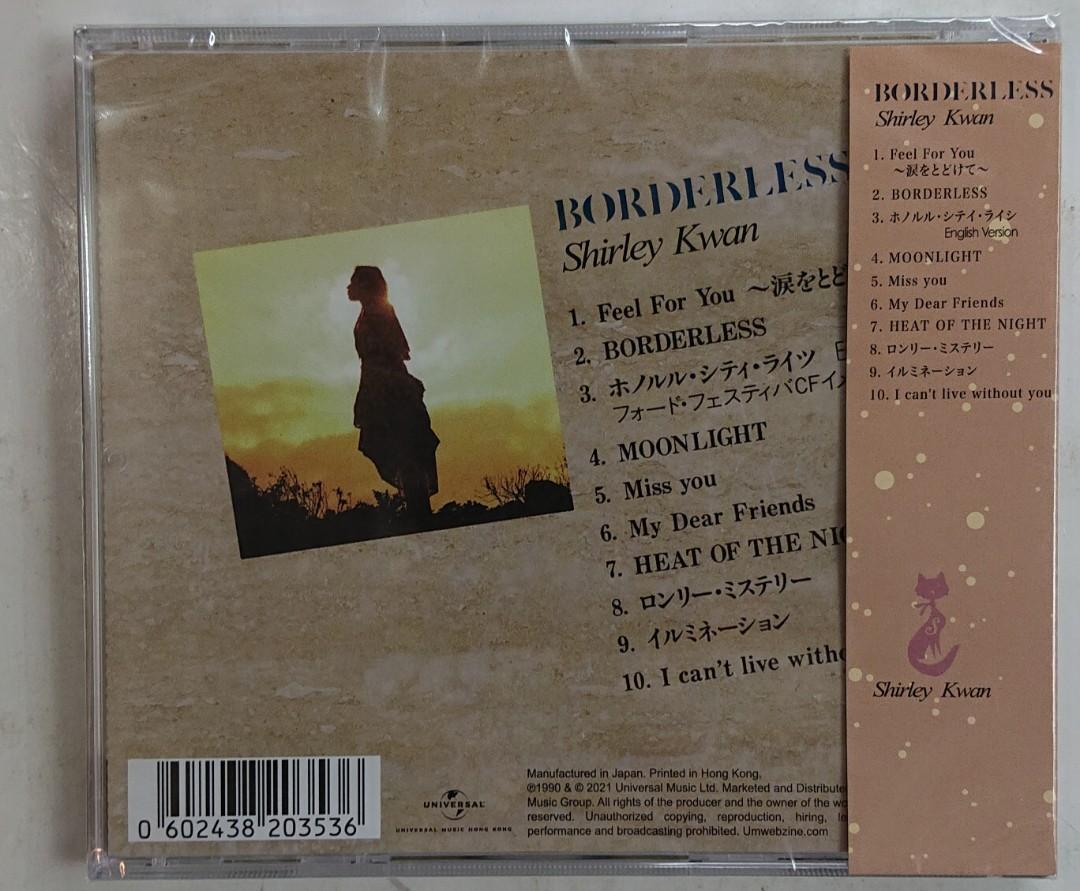 BORDERLESS
Shirley Kwan
1. Feel For You ～涙をとど
2. BORDERLESS
3. ホノルル・シティ・ライツ E
フォード・フェスティバCFイメ
4. MOONLIGHT
5. Miss you
6. My Dear Friends
7. HEAT OF THE NIG
8. ロンリー・ミステリー
9. イルミネーション
10. I can't live witho
0 602438 203536
UNIVERSAL
UNIVERSAL MUSIC HONG KONG
Manufactured in Japan. Printed in Hong Kong.
℗1990 & © 2021 Universal Music Ltd. Marketed and Distribute
Music Group. All rights of the producer and the owner of the wo
reserved. Unauthorized copying, reproduction, hiring, le
performance and broadcasting prohibited. Umwebzine.com
BORDERLESS
Shirley Kwan
1. Feel For You
～涙をとどけて～
2. BORDERLESS
3. ホノルル・シテイ・ライシ
English Version
4. MOONLIGHT
5. Miss you
6. My Dear Friends
7. HEAT OF THE NIGHT
8. ロンリー・ミステリー
9. イルミネーション
10. I can't live without you
S
Shirley Kwan